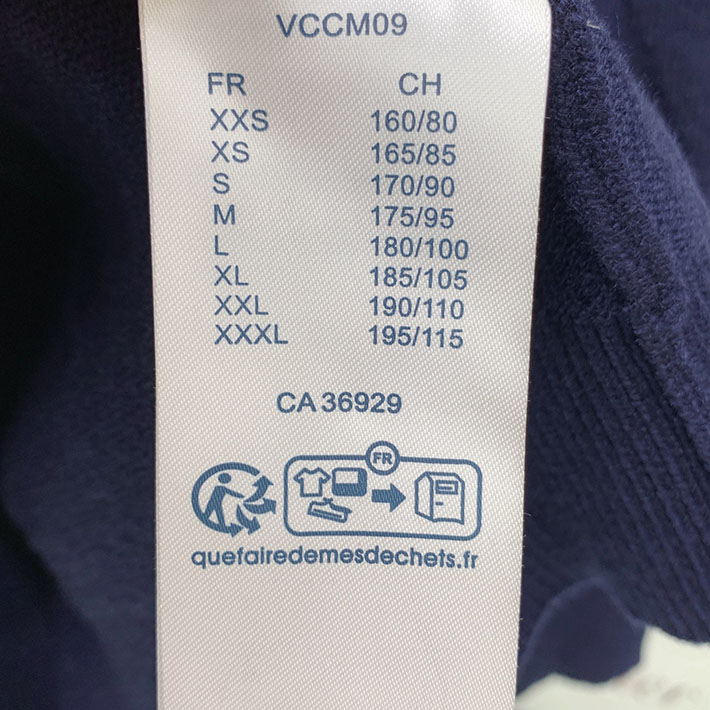 VCCM09
FR CH
XXS 160/80
XS 165/85
S 170/90
M 175/95
L 180/100
XL 185/105
XXL 190/110
XXXL 195/115
CA 36929
FR
quefairedemesdechets.fr